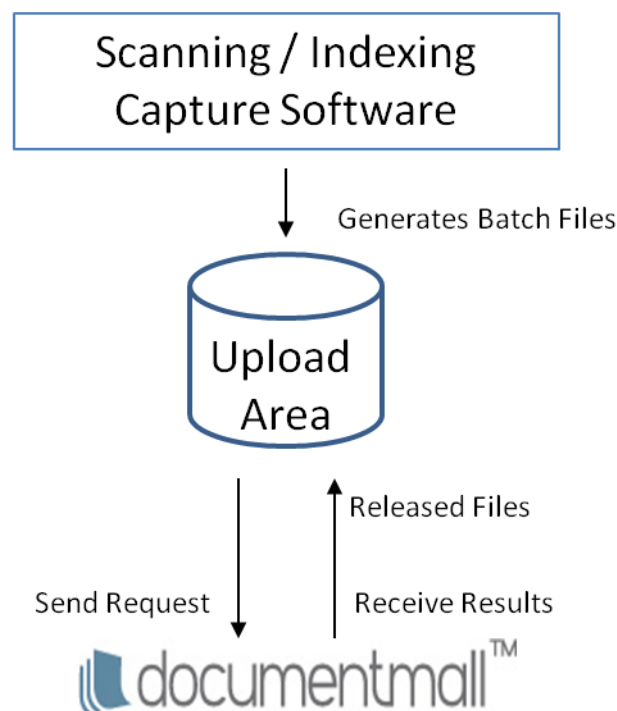 Scanning / Indexing
Capture Software
Generates Batch Files
Upload
Area
Released Files
Send Request
Receive Results
documentmall™